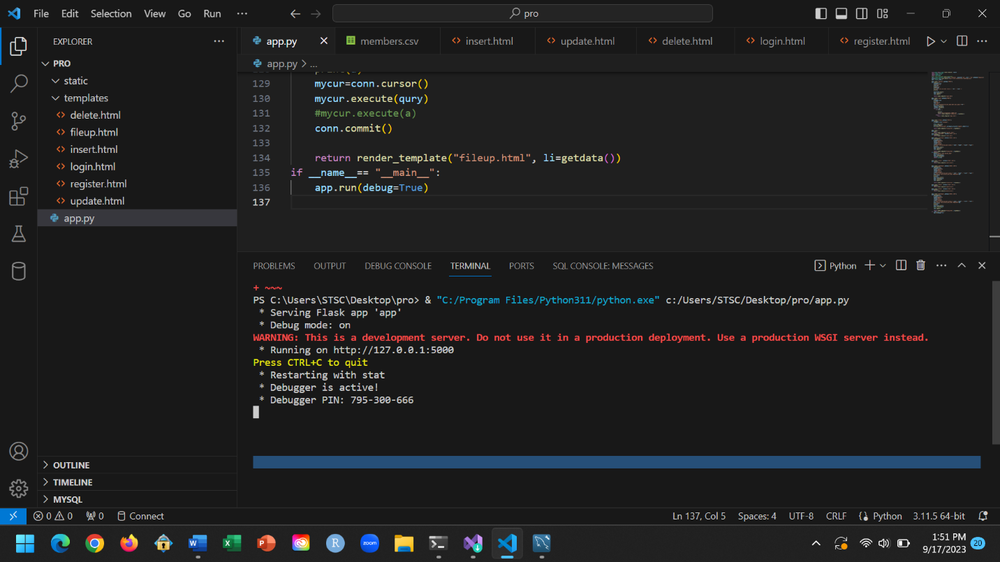 File Edit Selection View Go Run ··· pro
EXPLORER ···
PRO
static
templates
delete.html
fileup.html
insert.html
login.html
register.html
update.html
app.py
OUTLINE
TIMELINE
MYSQL
app.py members.csv insert.html update.html delete.html login.html register.html ···
app.py > ...
129 mycur=conn.cursor()
130 mycur.execute(qury)
131 #mycur.execute(a)
132 conn.commit()
133
134 return render_template("fileup.html", li=getdata())
135 if __name__== "__main__":
136 app.run(debug=True)
137
PROBLEMS OUTPUT DEBUG CONSOLE TERMINAL PORTS SQL CONSOLE: MESSAGES Python ···
+ ~~~
PS C:\Users\STSC\Desktop\pro> & "C:/Program Files/Python311/python.exe" c:/Users/STSC/Desktop/pro/app.py
* Serving Flask app 'app'
* Debug mode: on
WARNING: This is a development server. Do not use it in a production deployment. Use a production WSGI server instead.
* Running on http://127.0.0.1:5000
Press CTRL+C to quit
* Restarting with stat
* Debugger is active!
* Debugger PIN: 795-300-666
0 0 0 Connect Ln 137, Col 5 Spaces: 4 UTF-8 CRLF Python 3.11.5 64-bit
W X P R zoom
1:51 PM
9/17/2023 20